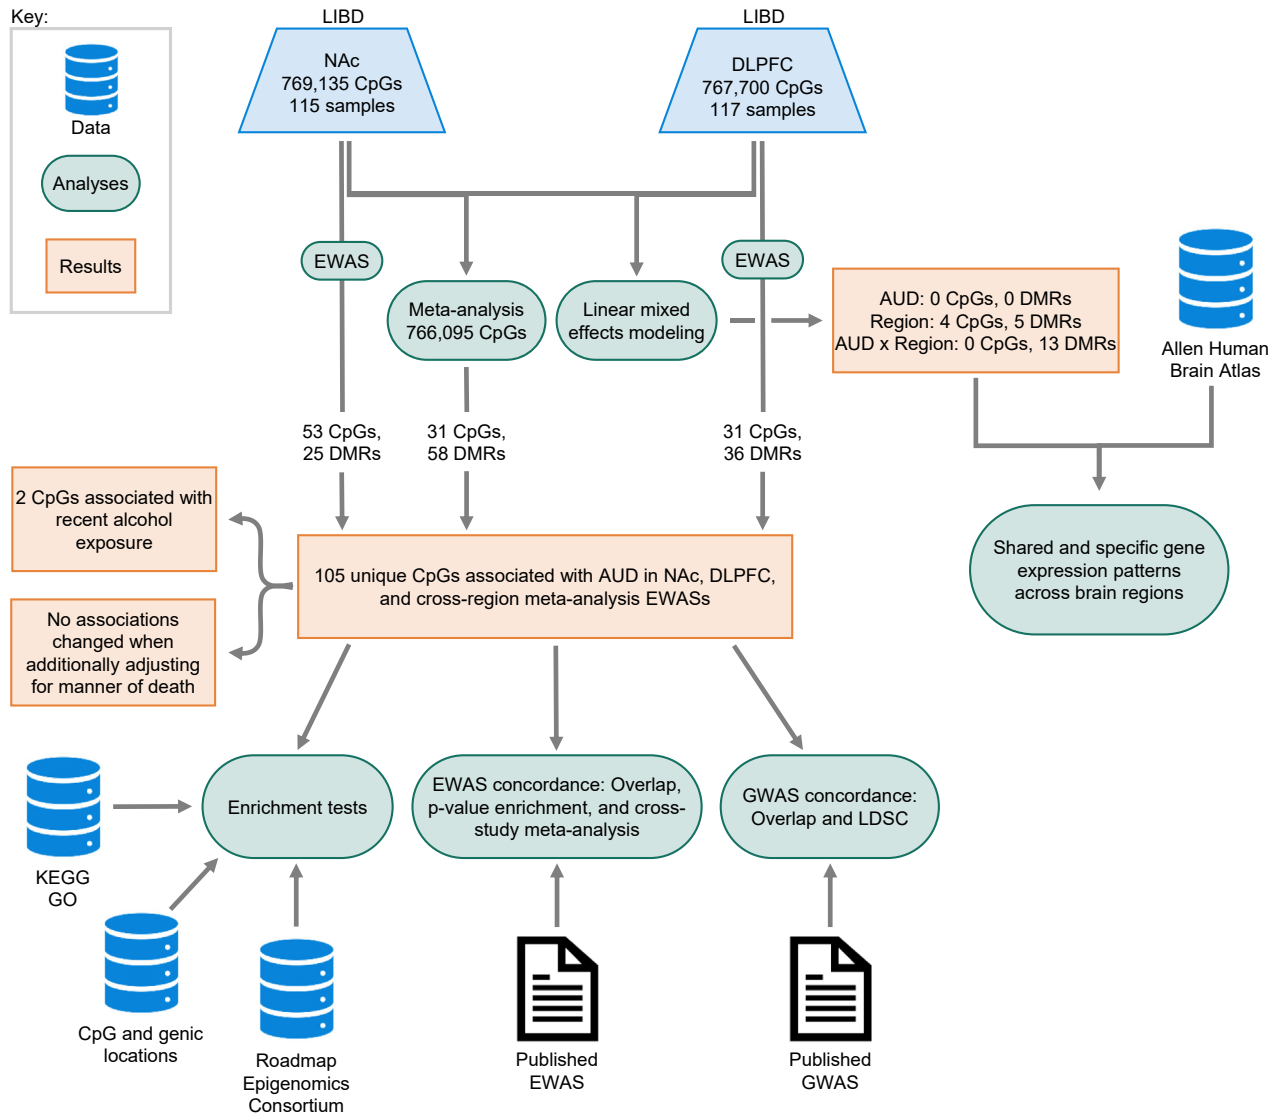 Key:
Data
Analyses
Results
LIBD
NAc
769,135 CpGs
115 samples
LIBD
DLPFC
767,700 CpGs
117 samples
EWAS
Meta-analysis
766,095 CpGs
Linear mixed
effects modeling
EWAS
AUD: 0 CpGs, 0 DMRs
Region: 4 CpGs, 5 DMRs
AUD x Region: 0 CpGs, 13 DMRs
Allen Human
Brain Atlas
53 CpGs,
25 DMRs
31 CpGs,
58 DMRs
31 CpGs,
36 DMRs
2 CpGs associated with
recent alcohol
exposure
No associations
changed when
additionally adjusting
for manner of death
105 unique CpGs associated with AUD in NAc, DLPFC,
and cross-region meta-analysis EWASs
Shared and specific gene
expression patterns
across brain regions
Enrichment tests
EWAS concordance: Overlap,
p-value enrichment, and cross-
study meta-analysis
GWAS concordance:
Overlap and LDSC
KEGG
GO
CpG and genic
locations
Roadmap
Epigenomics
Consortium
Published
EWAS
Published
GWAS